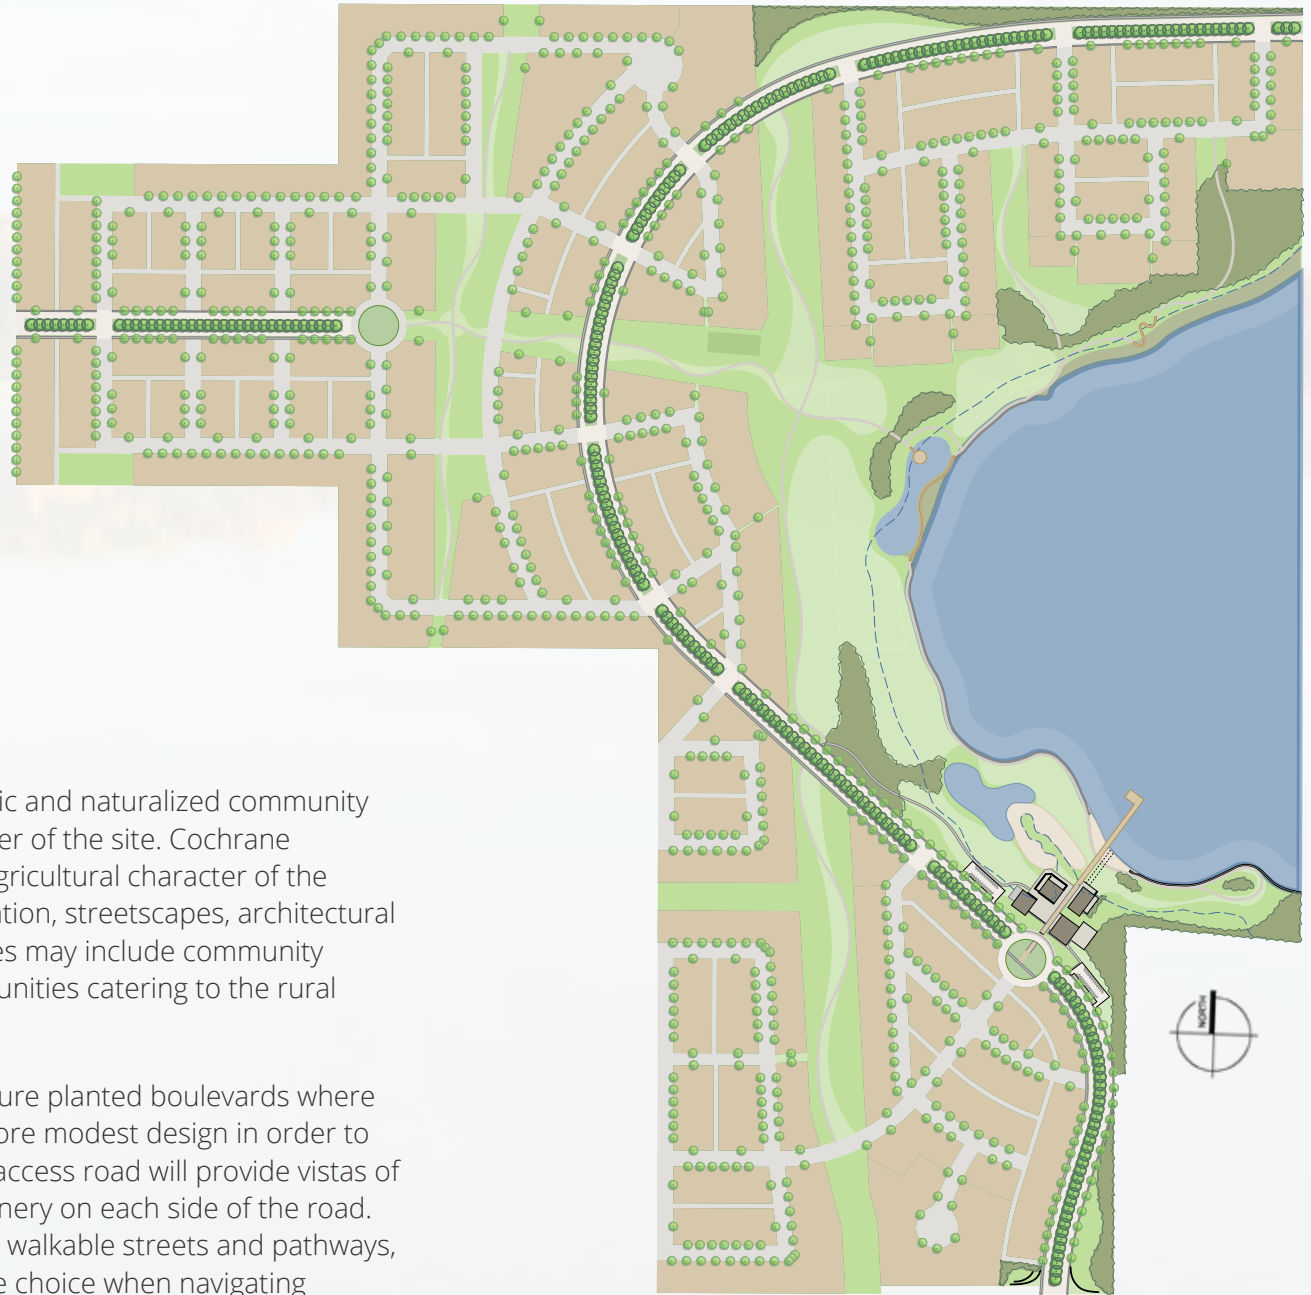 ic and naturalized community
er of the site. Cochrane
gricultural character of the
ation, streetscapes, architectural
es may include community
unities catering to the rural
ure planted boulevards where
ore modest design in order to
access road will provide vistas of
nery on each side of the road.
walkable streets and pathways,
e choice when navigating
NORTH